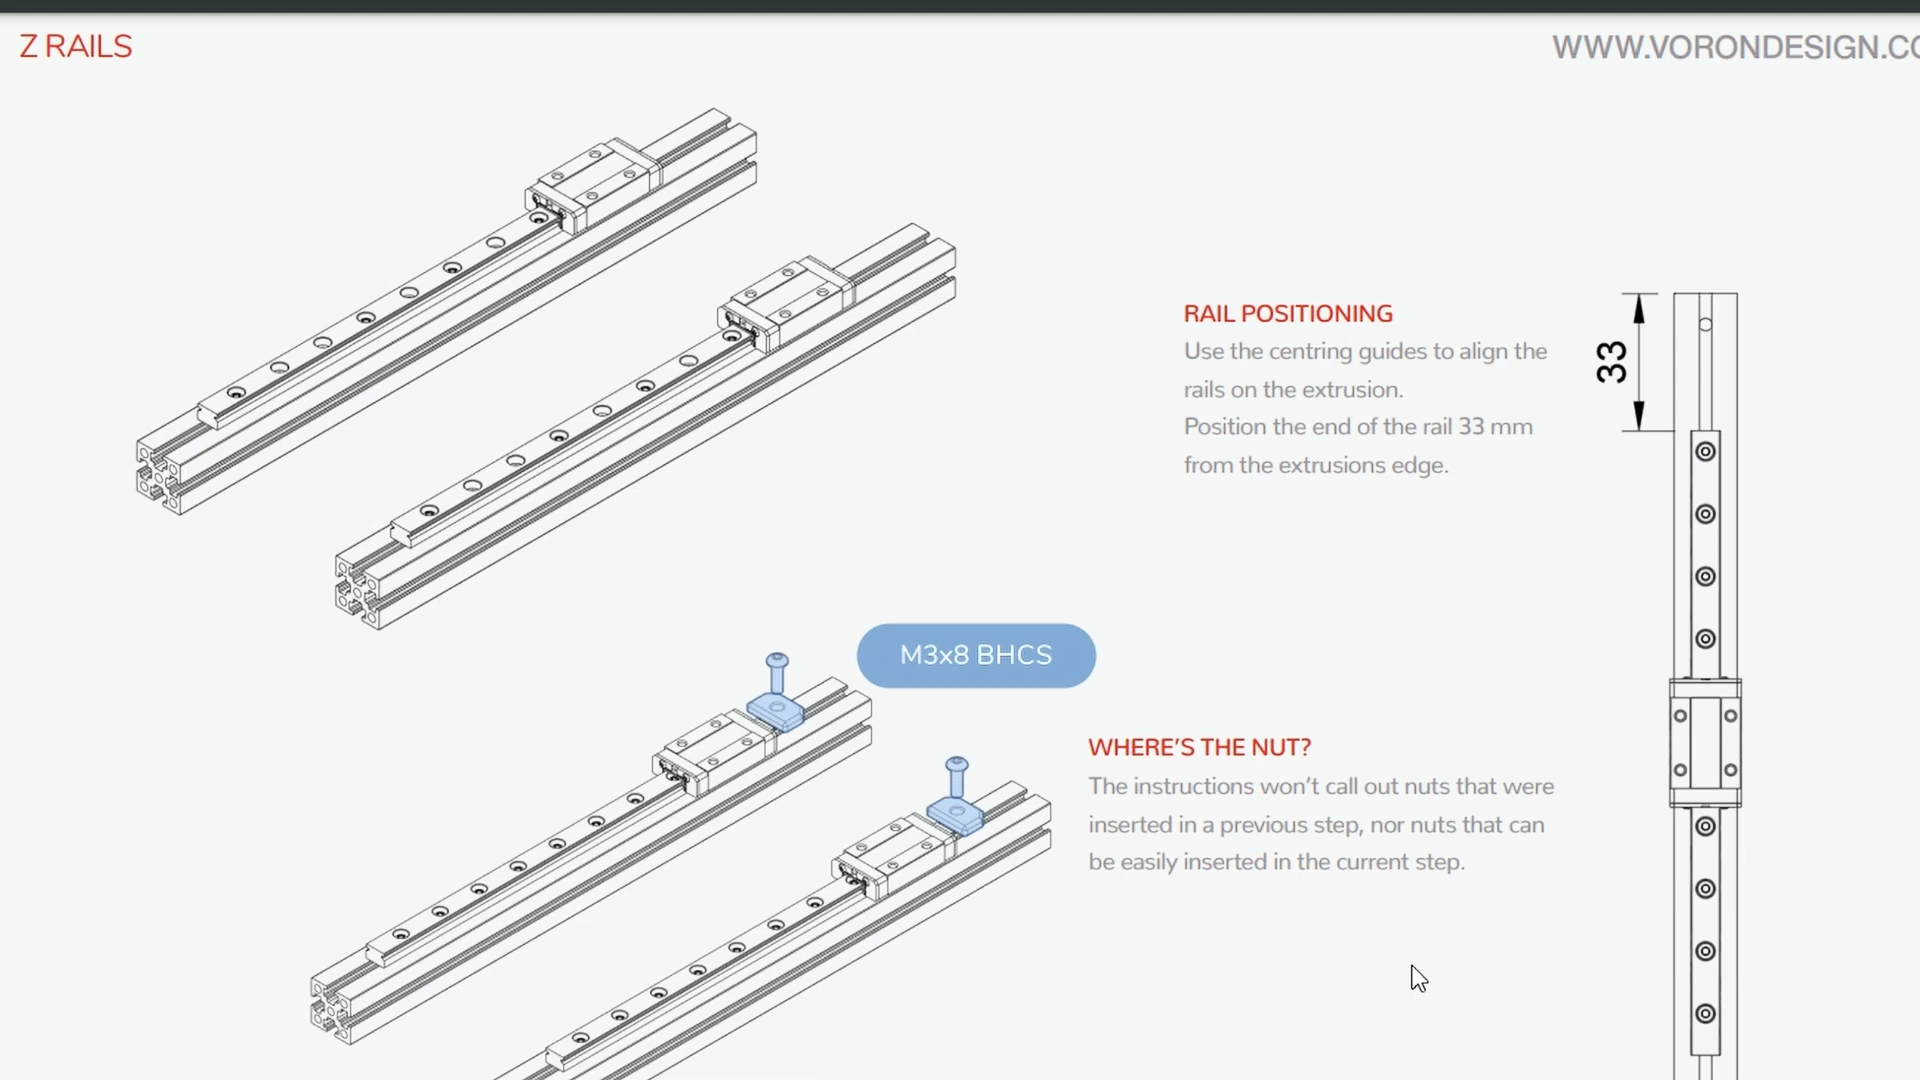 Z RAILS
WWW.VORONDESIGN.CO
RAIL POSITIONING
Use the centring guides to align the
rails on the extrusion.
Position the end of the rail 33 mm
from the extrusions edge.
33
M3x8 BHCS
WHERE'S THE NUT?
The instructions won't call out nuts that were
inserted in a previous step, nor nuts that can
be easily inserted in the current step.